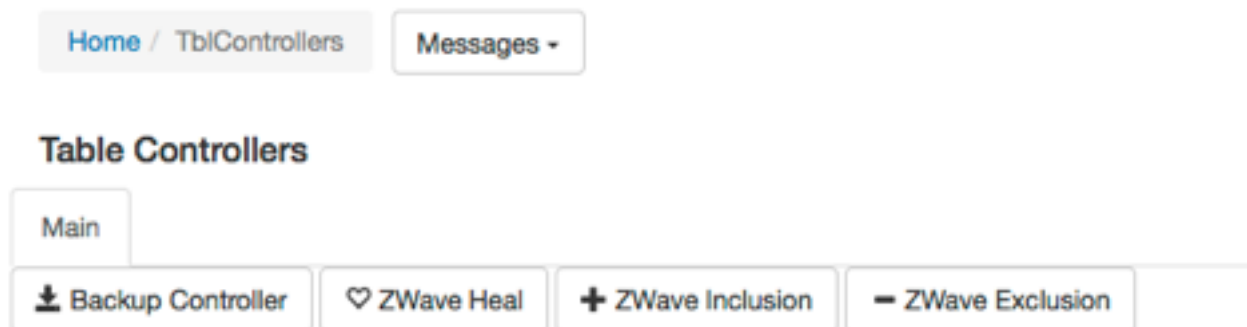 Home / TblControllers Messages
Table Controllers
Main
Backup Controller ZWave Heal ZWave Inclusion ZWave Exclusion